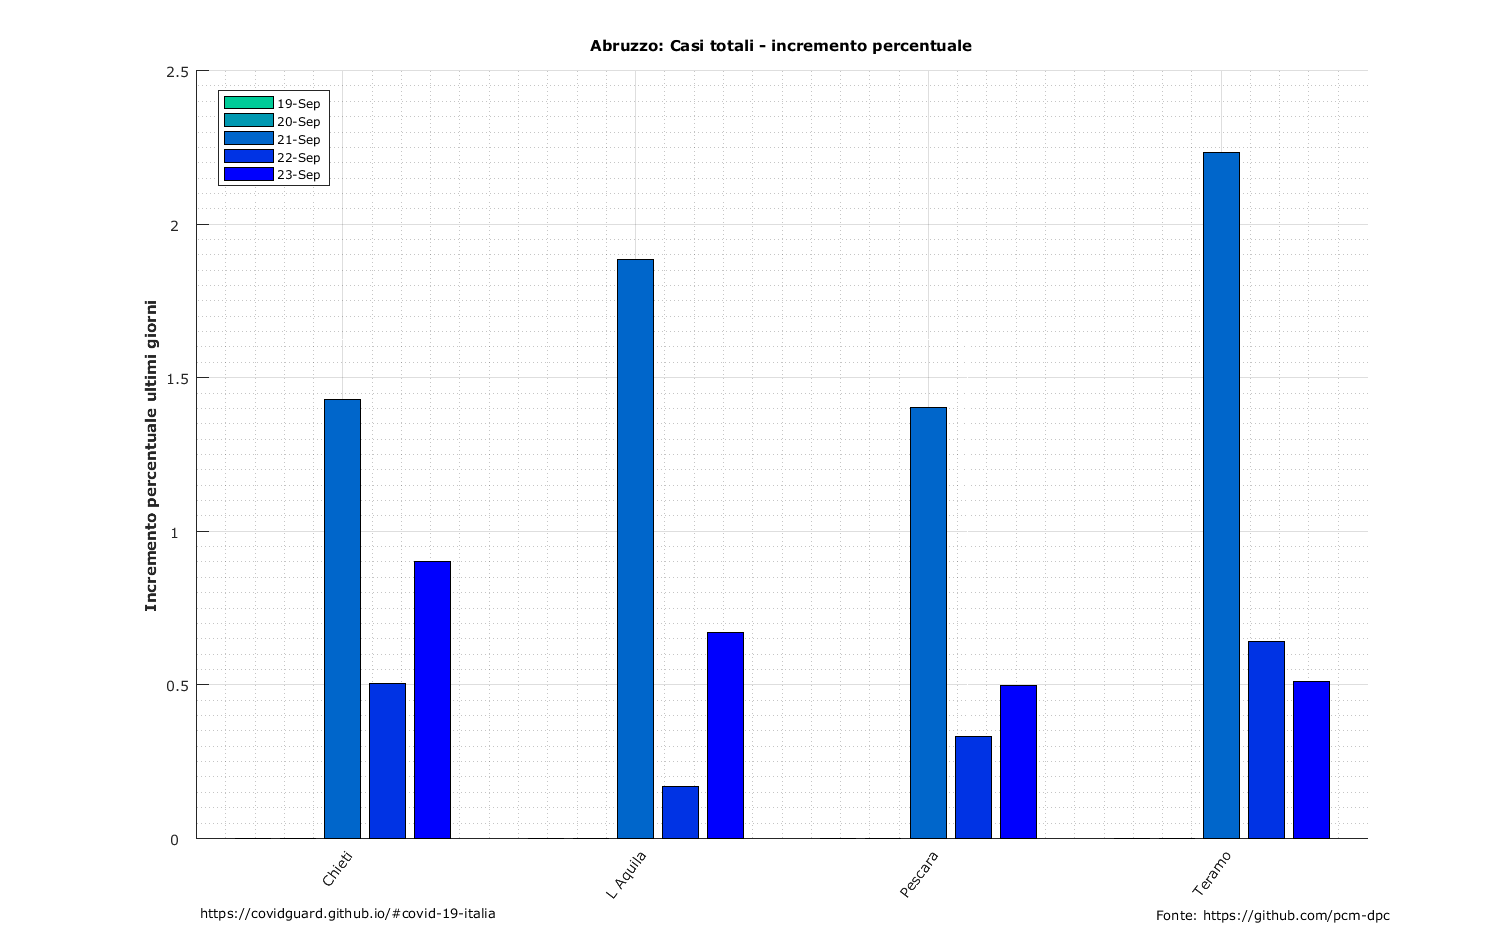 Abruzzo: Casi totali - incremento percentuale
2.5
2
1.5
1
0.5
0
Incremento percentuale ultimi giorni
19-Sep
20-Sep
21-Sep
22-Sep
23-Sep
Chieti
L Aquila
Pescara
Teramo
https://covidguard.github.io/#covid-19-italia
Fonte: https://github.com/pcm-dpc